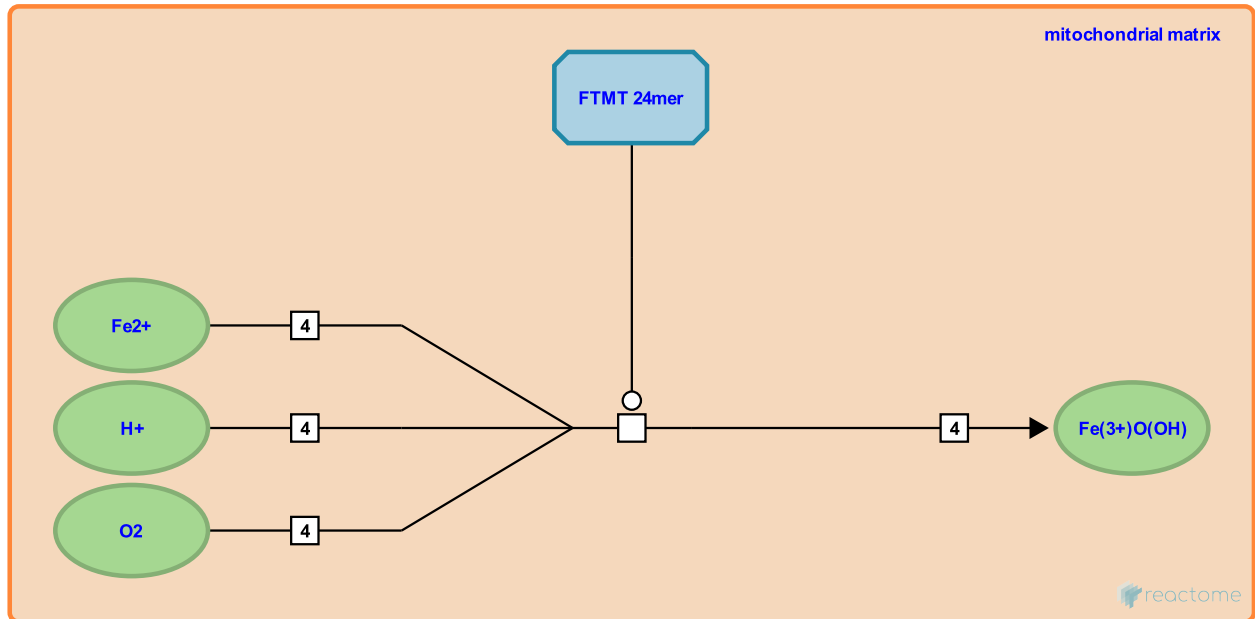 mitochondrial matrix
FTMT 24mer
Fe2+
4
H+
4
4
Fe(3+)O(OH)
O2
4
reactome